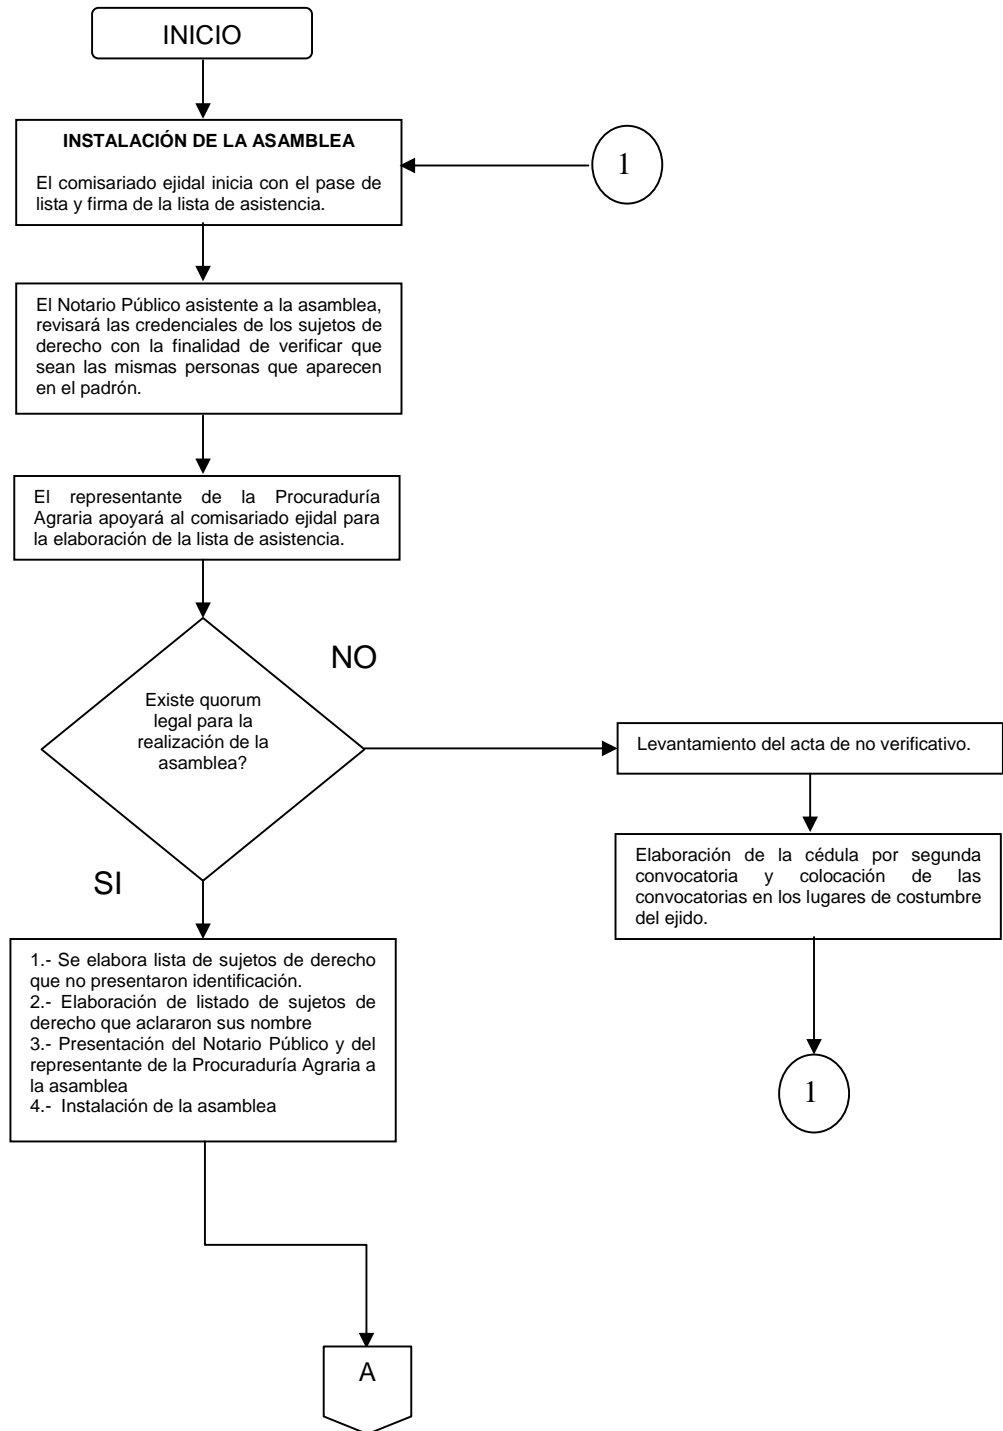 INICIO
INSTALACIÓN DE LA ASAMBLEA
El comisariado ejidal inicia con el pase de
lista y firma de la lista de asistencia.
1
El Notario Público asistente a la asamblea,
revisará las credenciales de los sujetos de
derecho con la finalidad de verificar que
sean las mismas personas que aparecen
en el padrón.
El representante de la Procuraduría
Agraria apoyará al comisariado ejidal para
la elaboración de la lista de asistencia.
Existe quorum
legal para la
realización de la
asamblea?
NO
Levantamiento del acta de no verificativo.
Elaboración de la cédula por segunda
convocatoria y colocación de las
convocatorias en los lugares de costumbre
del ejido.
1
SI
1.- Se elabora lista de sujetos de derecho
que no presentaron identificación.
2.- Elaboración de listado de sujetos de
derecho que aclararon sus nombre
3.- Presentación del Notario Público y del
representante de la Procuraduría Agraria a
la asamblea
4.- Instalación de la asamblea
A